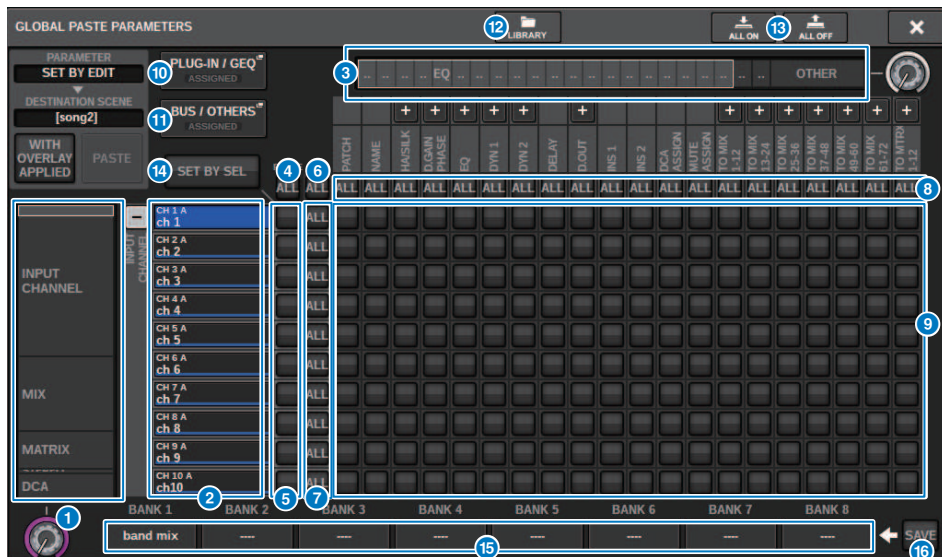 GLOBAL PASTE PARAMETERS
12
LIBRARY
ALL ON
13
ALL OFF
PARAMETER
SET BY EDIT
DESTINATION SCENE
[song2]
WITH OVERLAY APPLIED
PASTE
10
PLUG-IN / GEQ
ASSIGNED
11
BUS / OTHERS
ASSIGNED
14
SET BY SEL
3
-- -- -- -- EQ -- -- -- -- -- -- -- -- -- -- -- -- -- -- --
OTHER
+ + + + + + + + + + + + +
PATCH
NAME
HA/SILK
D.GAIN PHASE
EQ
DYN 1
DYN 2
DELAY
D.OUT
INS 1
INS 2
DCA ASSIGN
MUTE ASSIGN
TO MIX 1-12
TO MIX 13-24
TO MIX 25-36
TO MIX 37-48
TO MIX 49-60
TO MIX 61-72
TO MTRX 1-12
4
6
ALL ALL ALL ALL ALL ALL ALL ALL ALL ALL ALL ALL ALL ALL ALL ALL ALL ALL ALL ALL ALL ALL
8
INPUT CHANNEL
MIX
MATRIX
DCA
INPUT CHANNEL
CH 1 A
ch 1
ALL
CH 2 A
ch 2
ALL
CH 3 A
ch 3
ALL
CH 4 A
ch 4
ALL
CH 5 A
ch 5
ALL
9
CH 6 A
ch 6
ALL
CH 7 A
ch 7
ALL
CH 8 A
ch 8
ALL
CH 9 A
ch 9
ALL
CH 10 A
ch10
ALL
1
2
5
7
BANK 1
BANK 2
BANK 3
BANK 4
BANK 5
BANK 6
BANK 7
BANK 8
band mix
----
----
----
----
----
----
----
15
SAVE
16